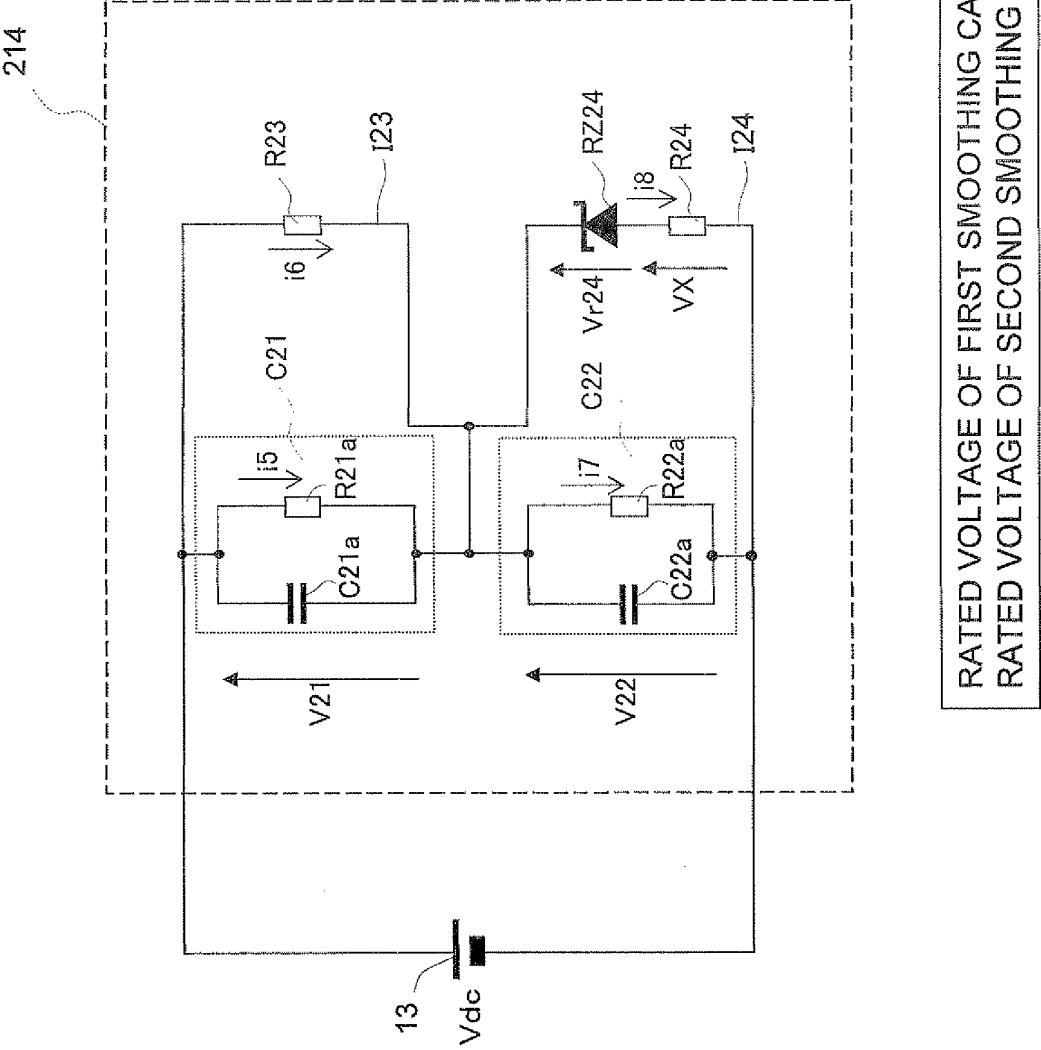 214
R23
I23
i6
RZ24
R24
I24
i8
Vr24
VX
C21
C22
i5
R21a
C21a
i7
R22a
C22a
V21
V22
13
Vdc
RATED VOLTAGE OF FIRST SMOOTHING CA
RATED VOLTAGE OF SECOND SMOOTHING